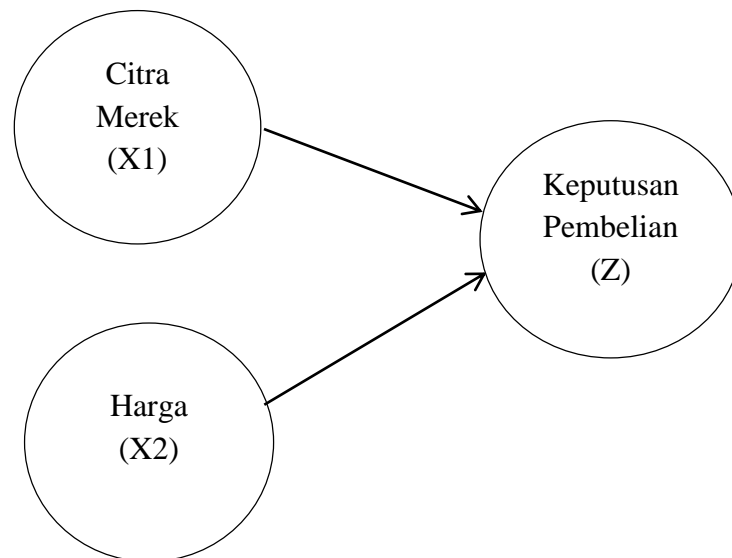 Citra
Merek
(X1)
Keputusan
Pembelian
(Z)
Harga
(X2)